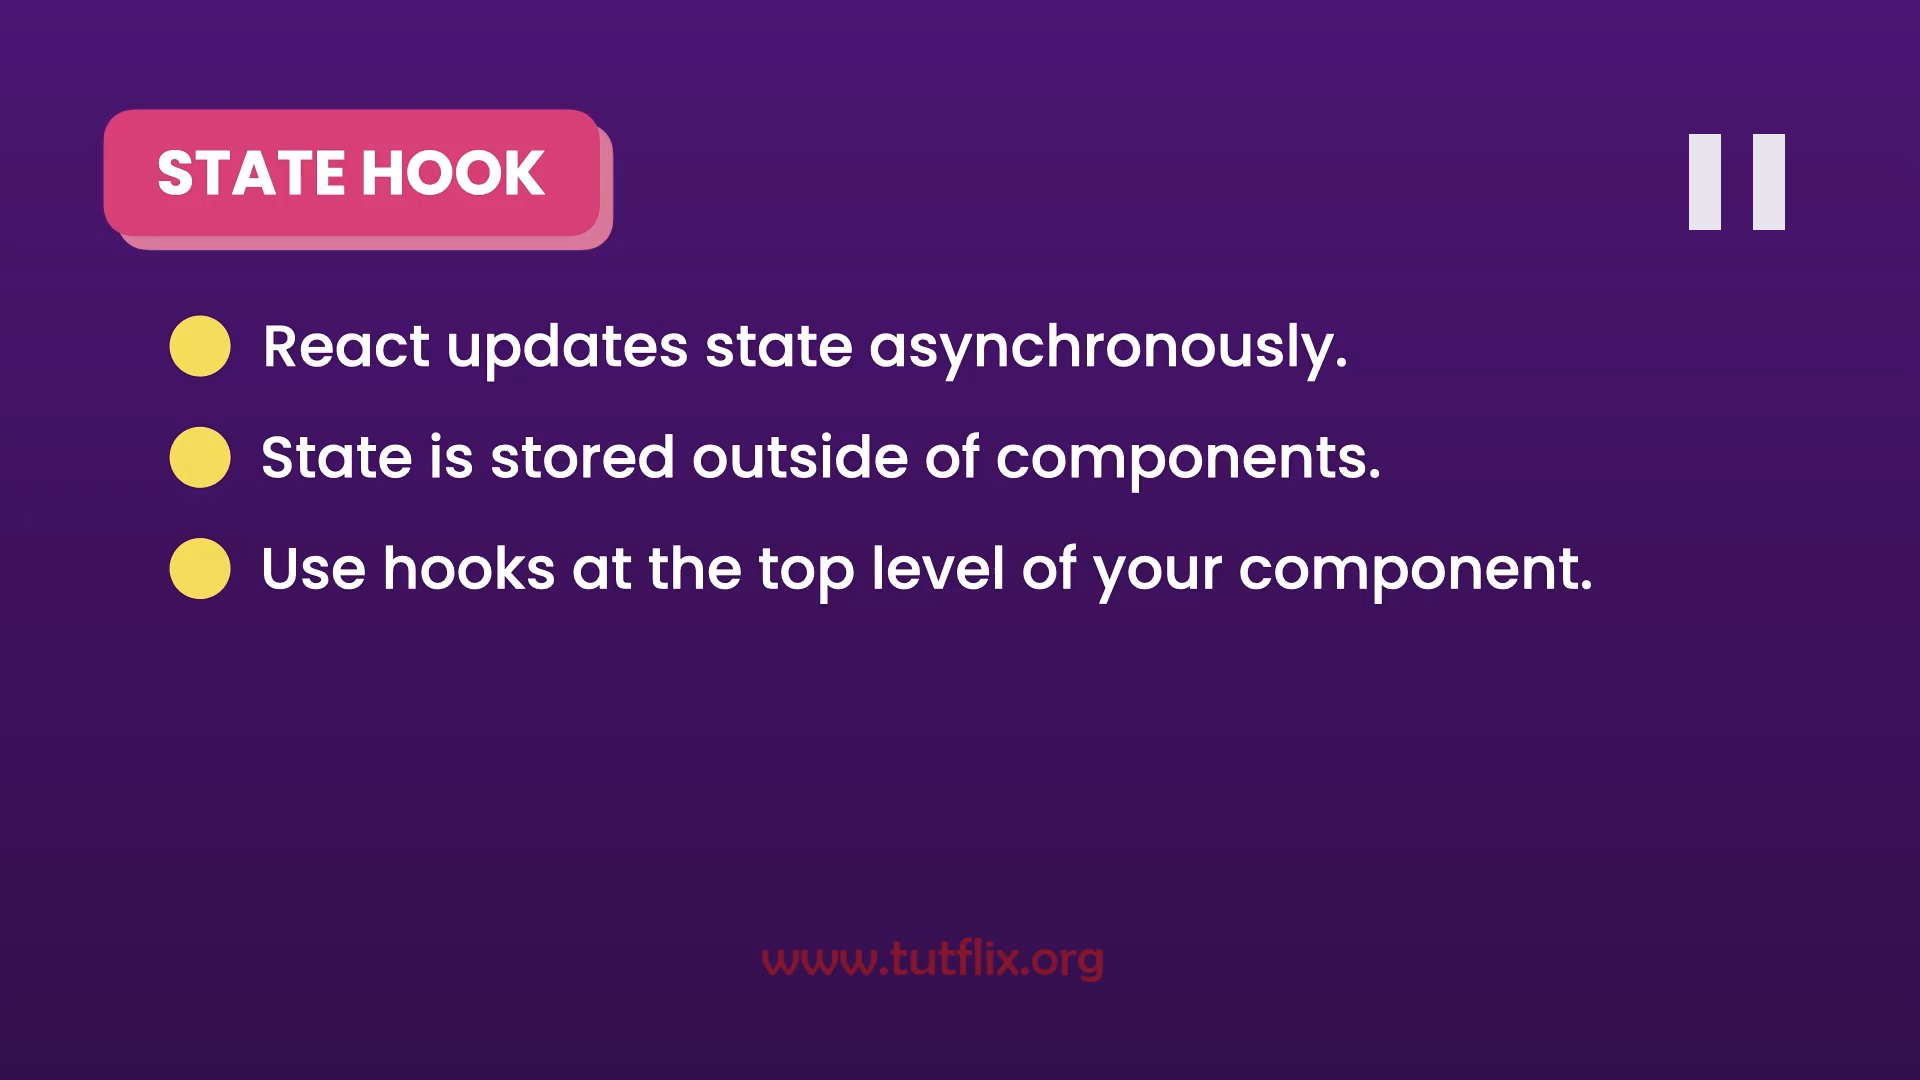 STATE HOOK
React updates state asynchronously.
State is stored outside of components.
Use hooks at the top level of your component.
www.tutflix.org